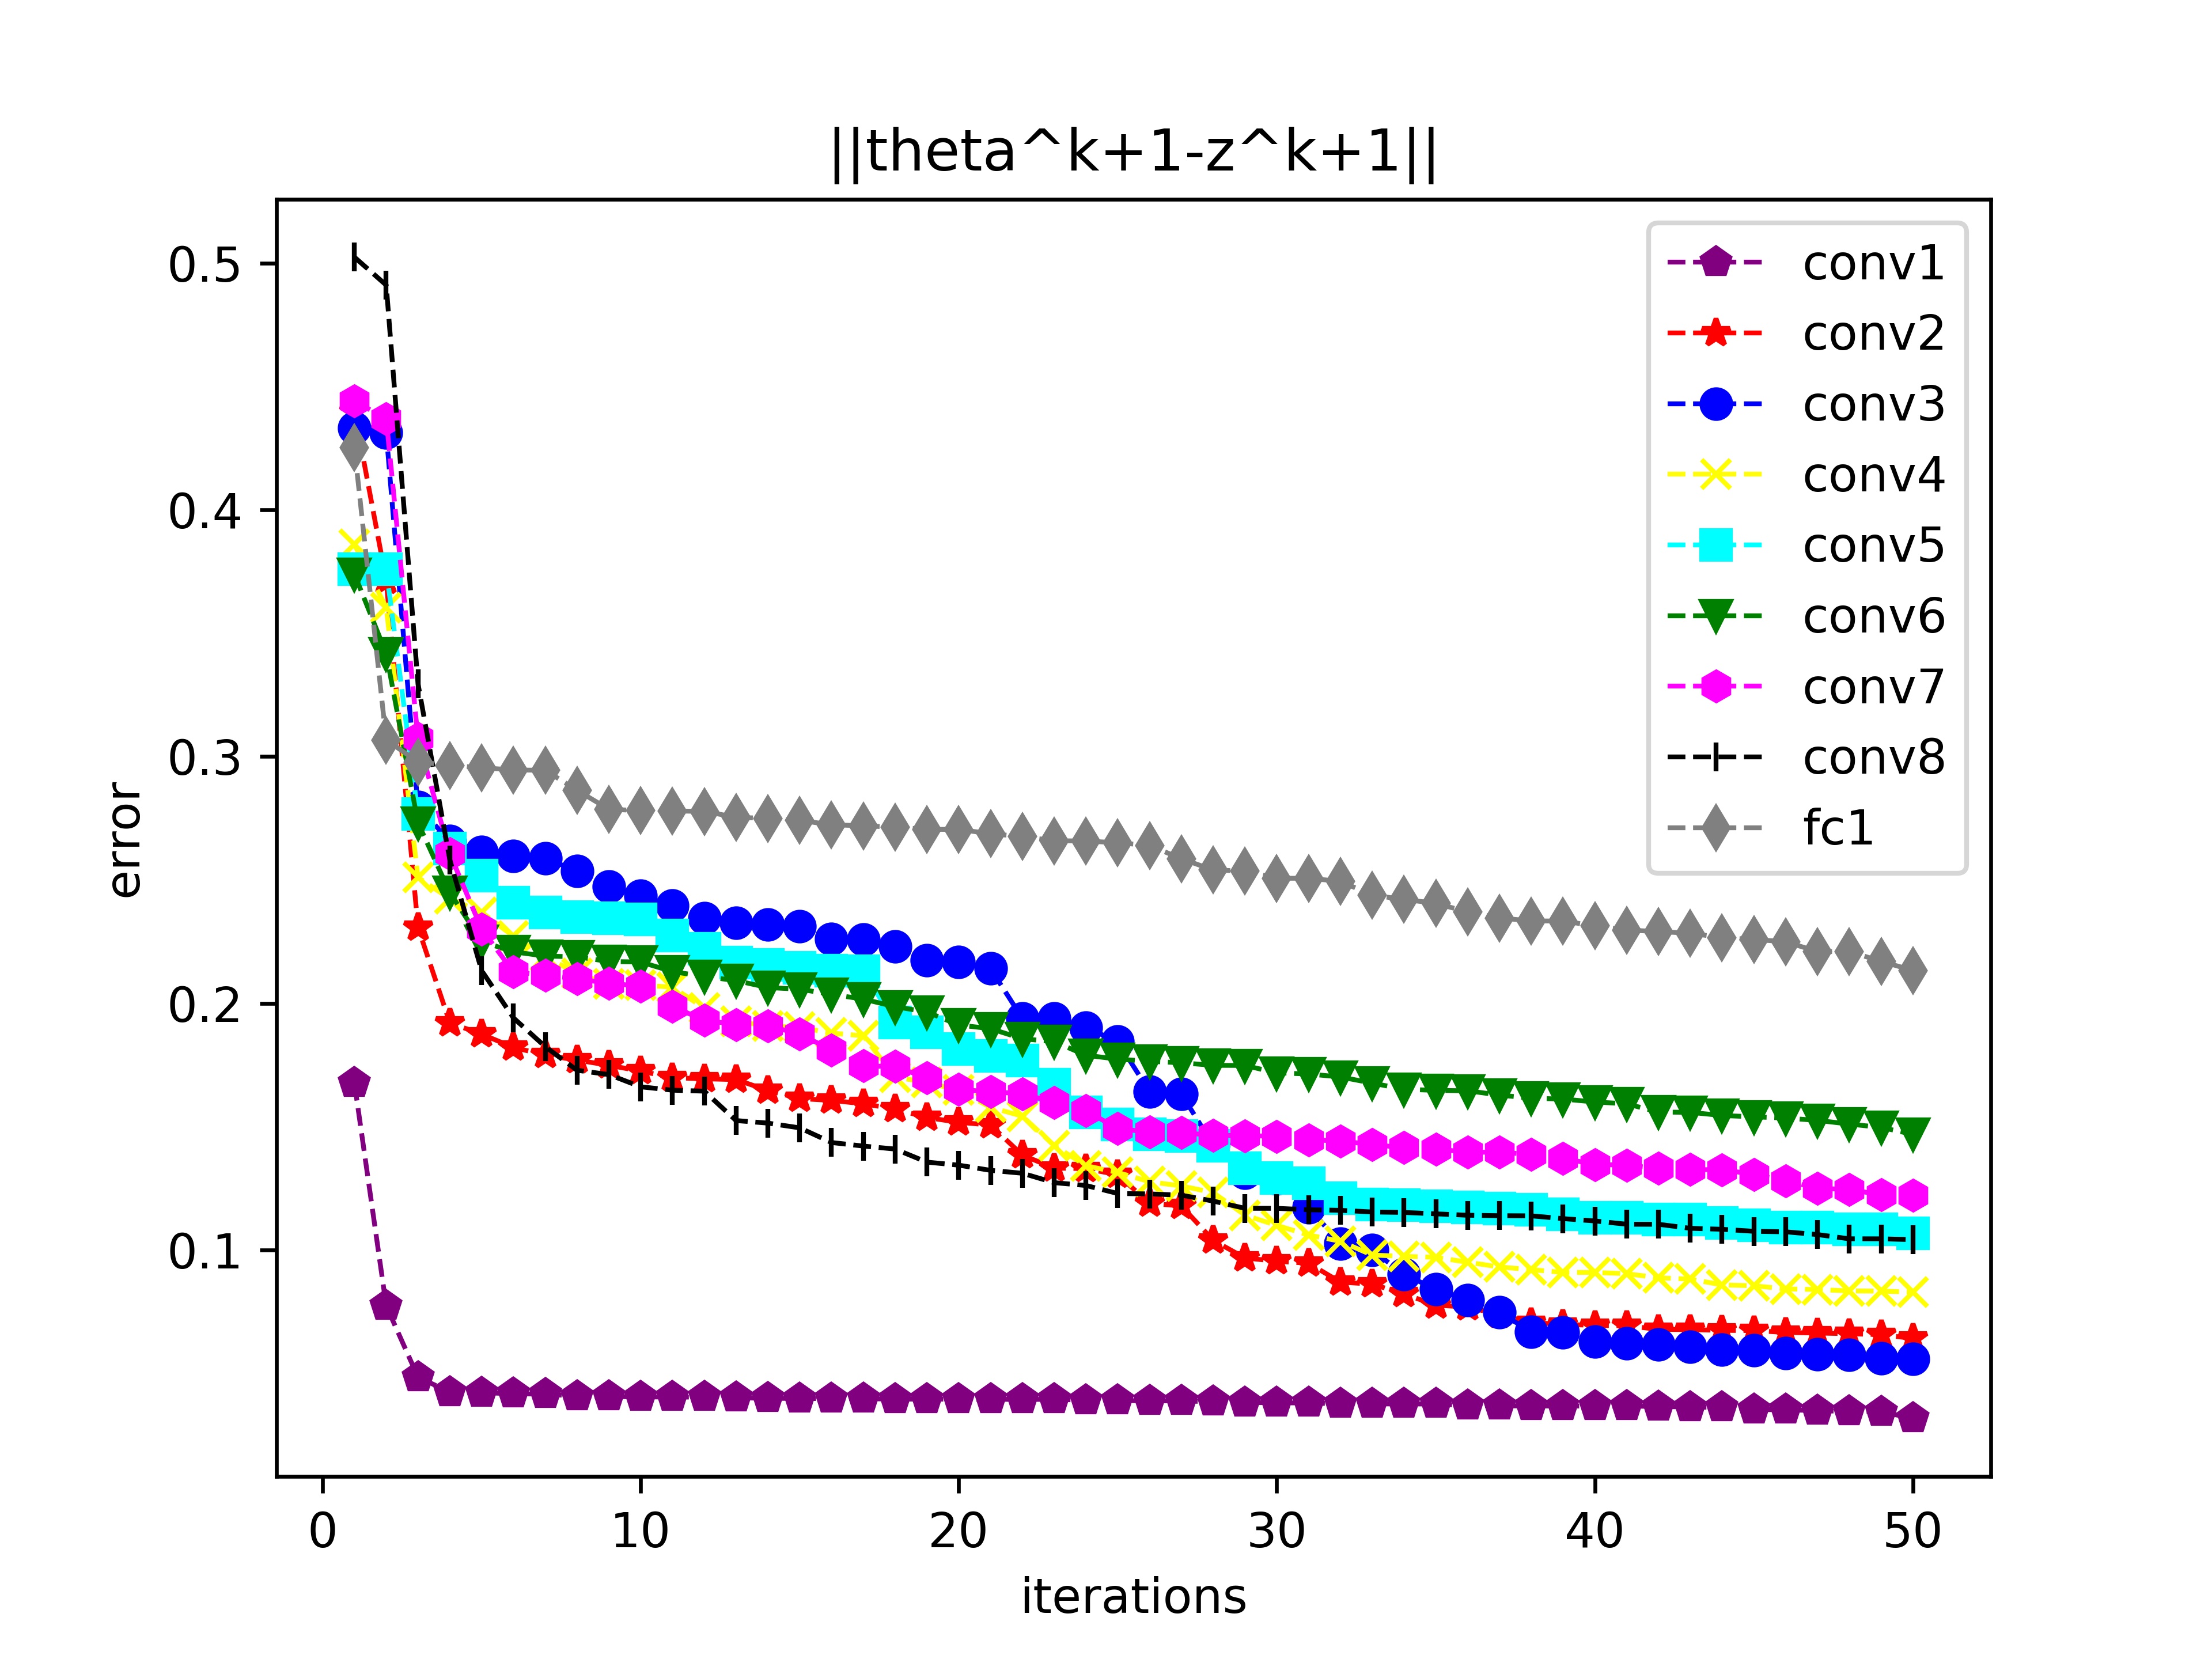 ||theta^k+1-z^k+1||
error
0.5
0.4
0.3
0.2
0.1
0 10 20 30 40 50
iterations
conv1
conv2
conv3
conv4
conv5
conv6
conv7
conv8
fc1